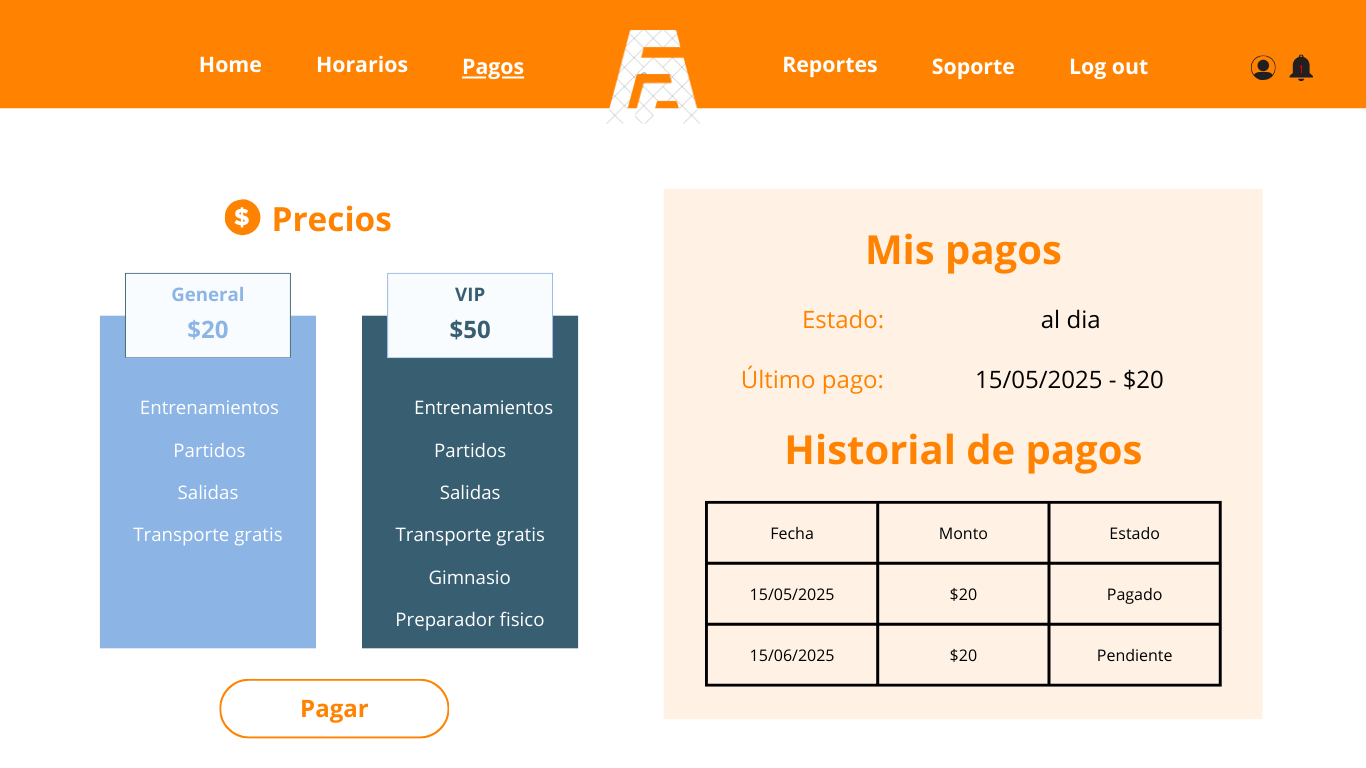 Home Horarios Pagos Reportes Soporte Log out
$ Precios
General
$20
Entrenamientos
Partidos
Salidas
Transporte gratis
VIP
$50
Entrenamientos
Partidos
Salidas
Transporte gratis
Gimnasio
Preparador fisico
Pagar
Mis pagos
Estado: al dia
Último pago: 15/05/2025 - $20
Historial de pagos
Fecha Monto Estado
15/05/2025 $20 Pagado
15/06/2025 $20 Pendiente